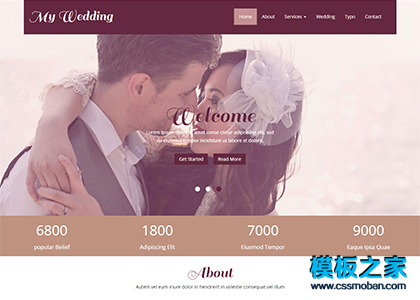 My Wedding
Home About Services Wedding Typo Contact
Welcome
Lorem ipsum dolor sit amet conse ctetur adipisicing elit, sed
do eiusmod tempor incididunt ut labore et dolore.
Get Started Read More
6800 1800 7000 9000
popular Belief Adipiscing Elit Eiusmod Tempor Eaque Ipsa Quae
About
Autem vel eum iriure dolor in hendrerit in volestie consequat vel illum
模板之家
www.cssmoban.com